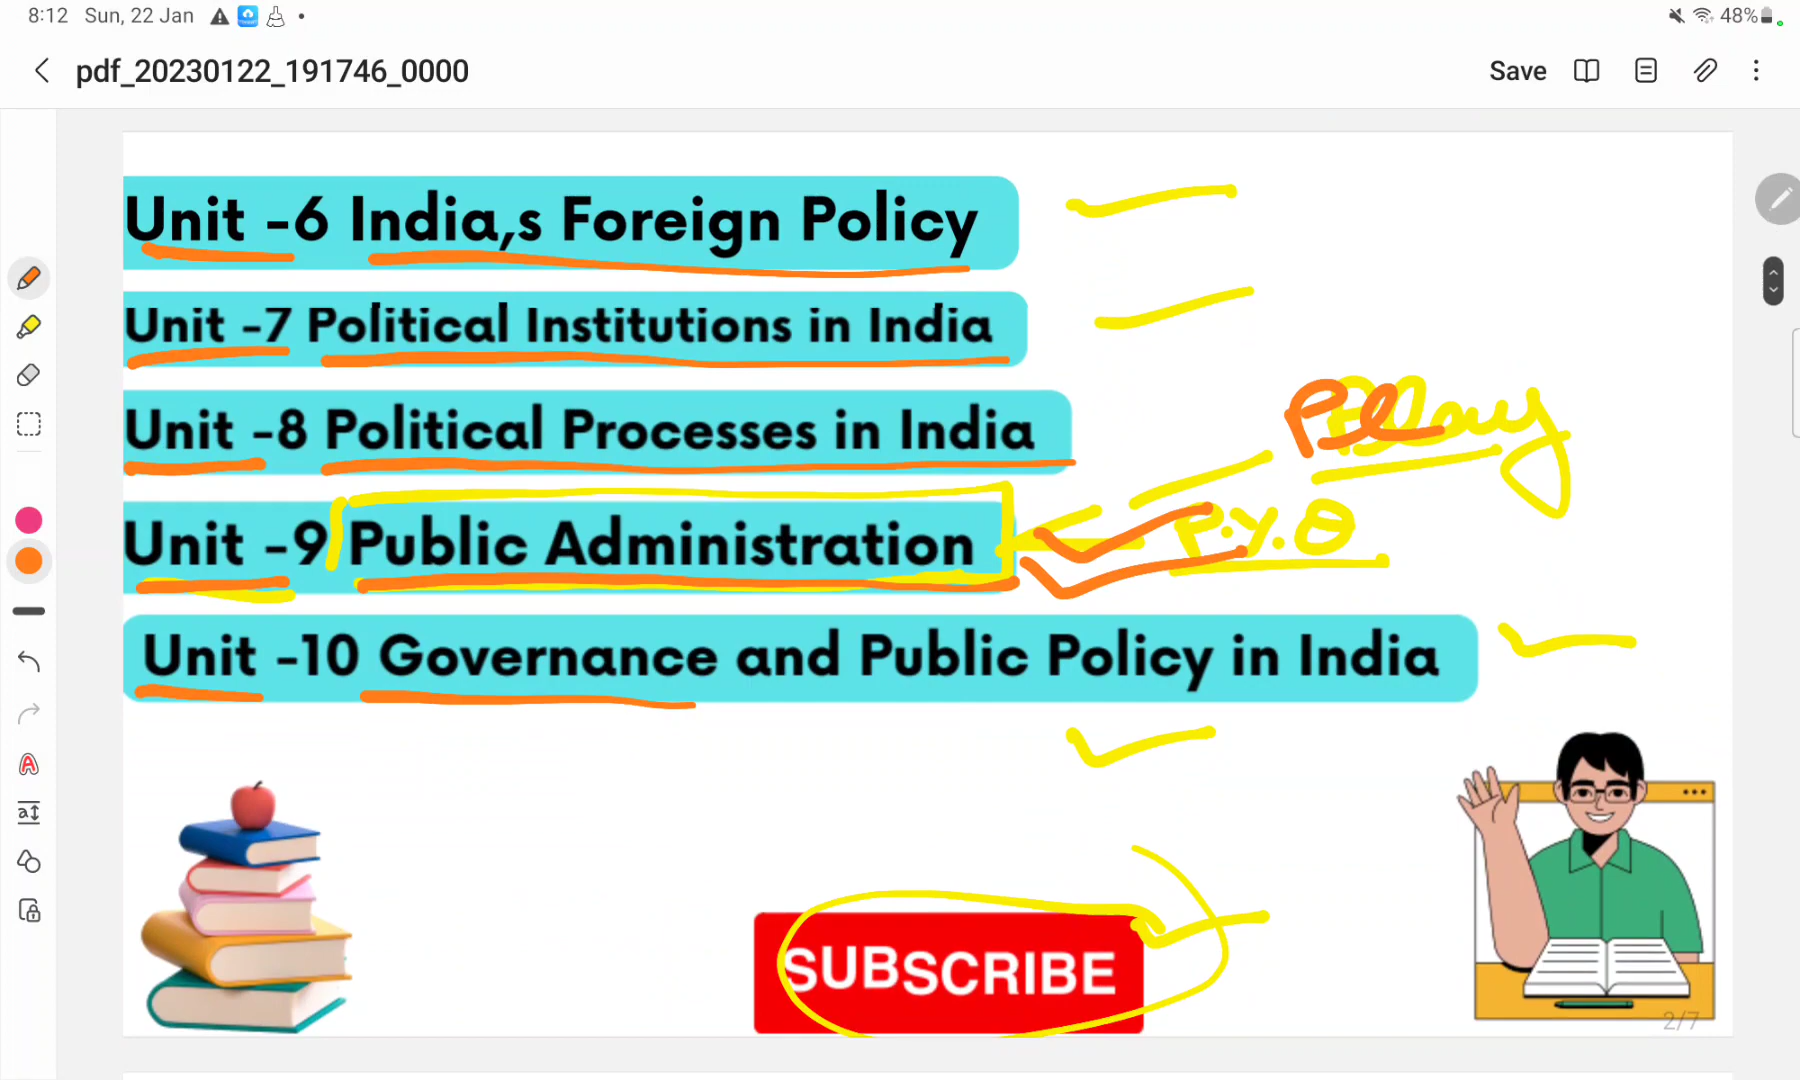 8:12 Sun, 22 Jan
48%
pdf_20230122_191746_0000
Save
Unit -6 India,s Foreign Policy
Unit -7 Political Institutions in India
Unit -8 Political Processes in India
Unit -9 Public Administration
P.Y.Q
Unit -10 Governance and Public Policy in India
SUBSCRIBE
2/7